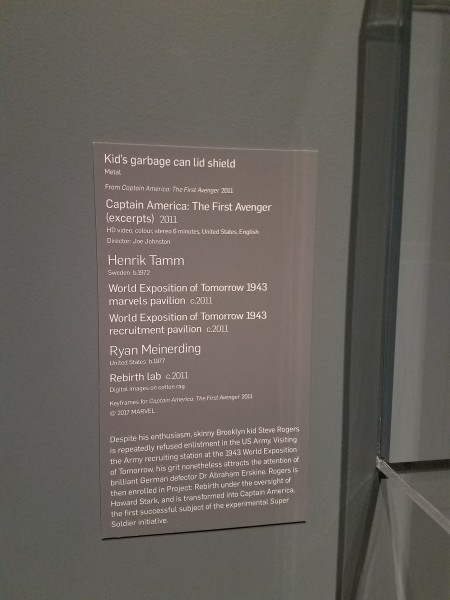 Kid's garbage can lid shield
Metal
From Captain America: The First Avenger 2011
Captain America: The First Avenger
(excerpts) 2011
HD video, colour, stereo 6 minutes, United States, English
Director: Joe Johnston
Henrik Tamm
Sweden b.1972
World Exposition of Tomorrow 1943
marvels pavilion c.2011
World Exposition of Tomorrow 1943
recruitment pavilion c.2011
Ryan Meinerding
United States b.1977
Rebirth lab c.2011
Digital images on cotton rag
Keyframes for Captain America: The First Avenger 2011
© 2017 MARVEL
Despite his enthusiasm, skinny Brooklyn kid Steve Rogers
is repeatedly refused enlistment in the US Army. Visiting
the Army recruiting station at the 1943 World Exposition
of Tomorrow, his grit nonetheless attracts the attention of
brilliant German defector Dr Abraham Erskine. Rogers is
then enrolled in Project: Rebirth under the oversight of
Howard Stark, and is transformed into Captain America,
the first successful subject of the experimental Super
Soldier initiative.